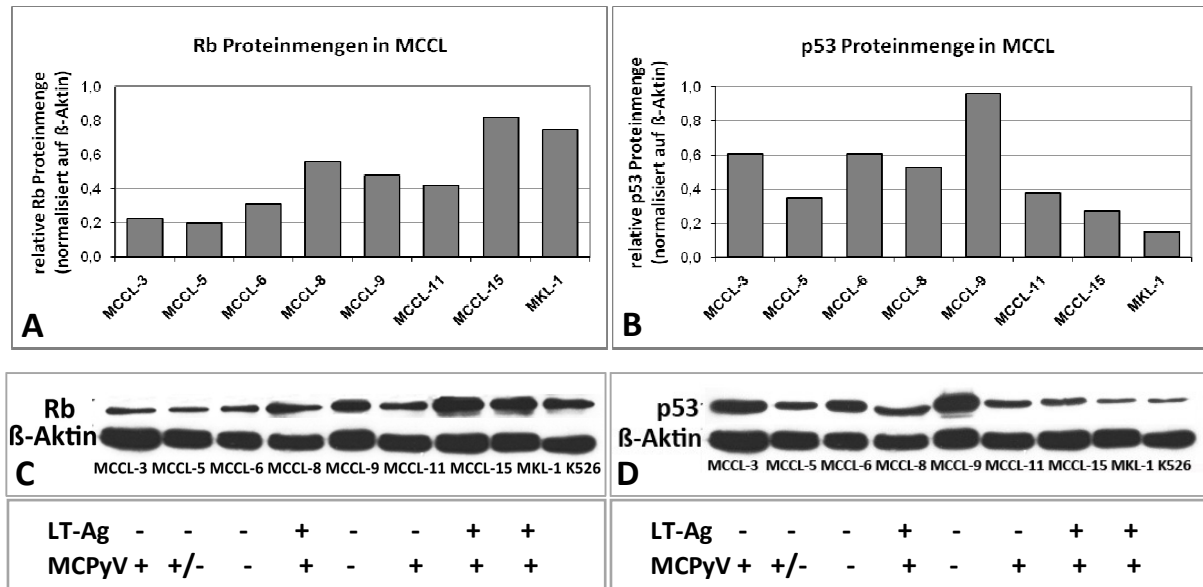 Rb Proteinmengen in MCCL
relative Rb Proteinmenge
(normalisiert auf ß-Aktin)
1,0
0,8
0,6
0,4
0,2
0,0
MCCL-3
MCCL-5
MCCL-6
MCCL-8
MCCL-9
MCCL-11
MCCL-15
MKL-1
A
p53 Proteinmenge in MCCL
relative p53 Proteinmenge
(normalisiert auf ß-Aktin)
1,0
0,8
0,6
0,4
0,2
0,0
MCCL-3
MCCL-5
MCCL-6
MCCL-8
MCCL-9
MCCL-11
MCCL-15
MKL-1
B
Rb
ß-Aktin
MCCL-3 MCCL-5 MCCL-6 MCCL-8 MCCL-9 MCCL-11 MCCL-15 MKL-1 K526
C
p53
ß-Aktin
MCCL-3 MCCL-5 MCCL-6 MCCL-8 MCCL-9 MCCL-11 MCCL-15 MKL-1 K526
D
LT-Ag - - - + - - + +
MCPyV + +/- - + - + + +
LT-Ag - - - + - - + +
MCPyV + +/- - + - + + +